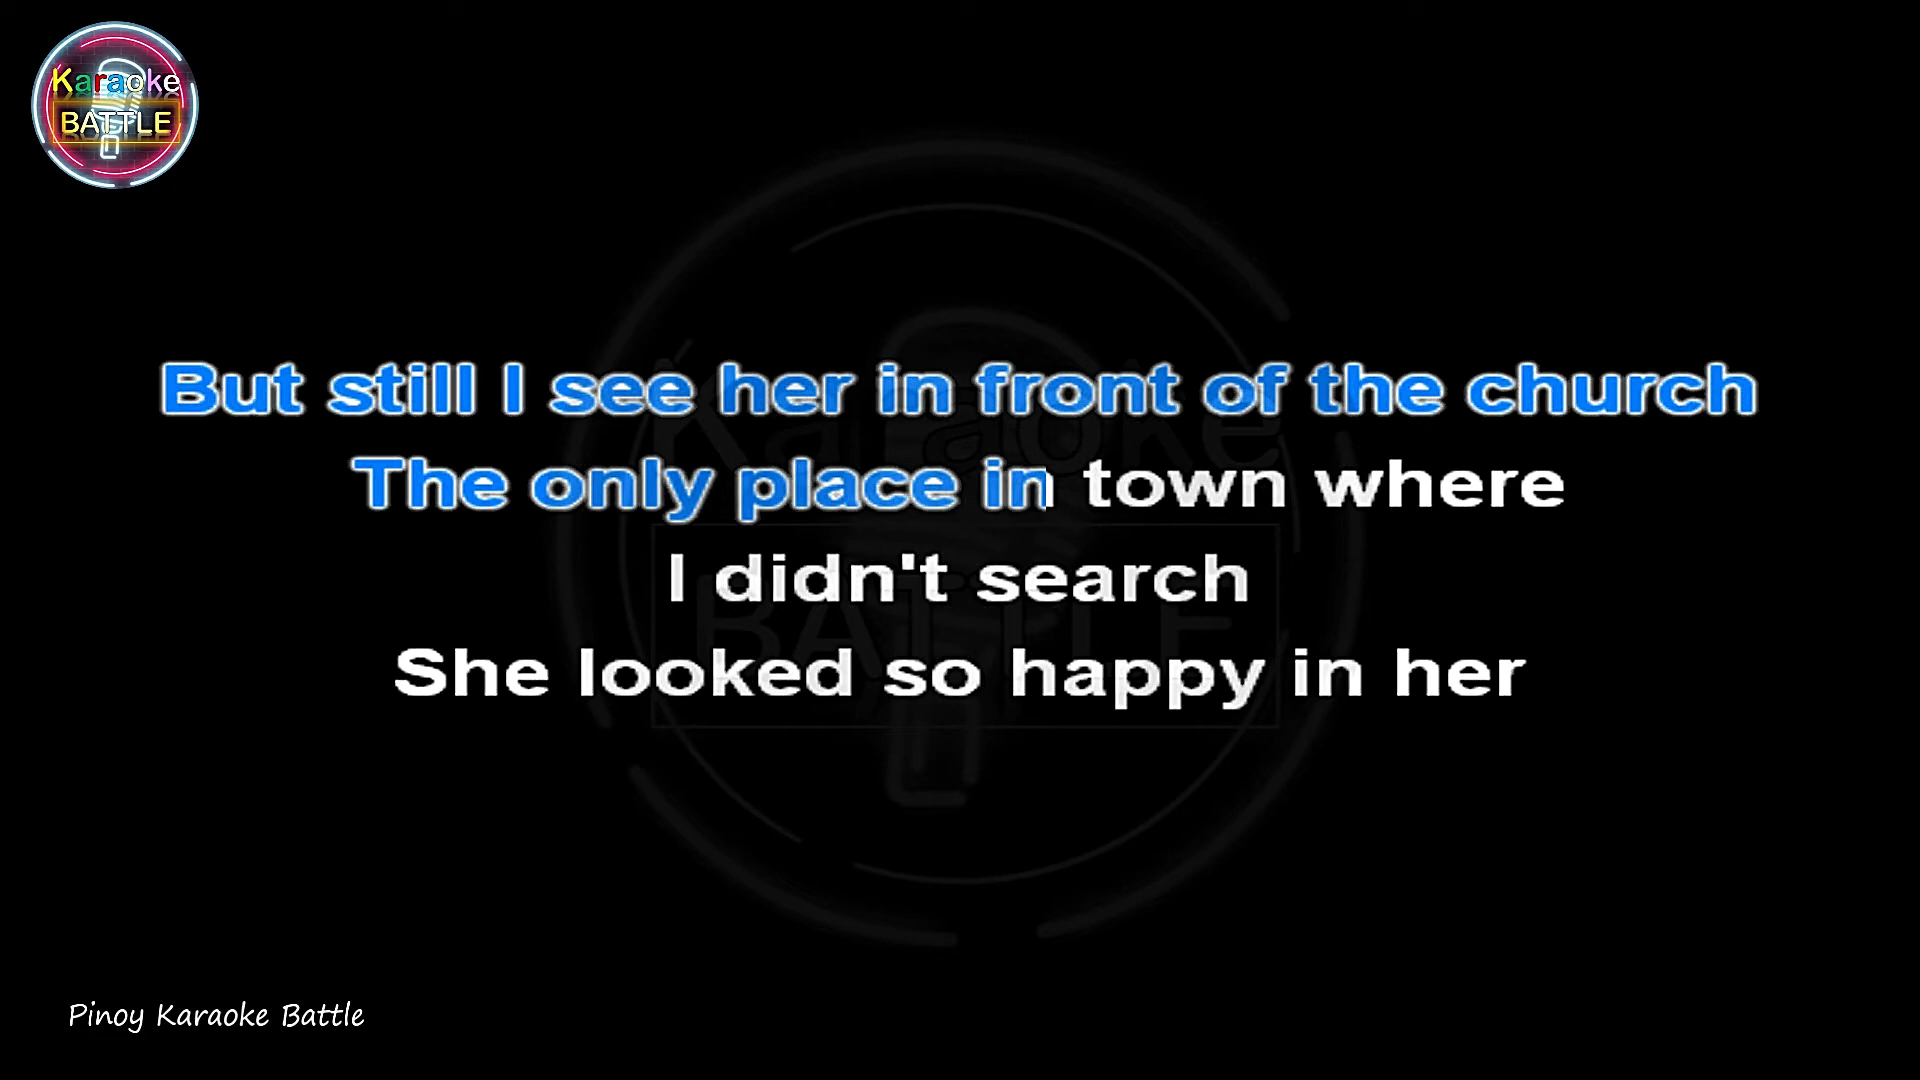 Karaoke
BATTLE
But still I see her in front of the church
The only place in town where
I didn't search
She looked so happy in her
Pinoy Karaoke Battle